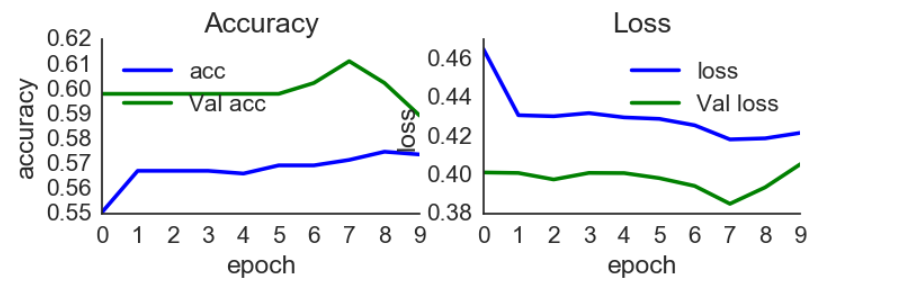 Accuracy
0.62
0.61
0.60
0.59
0.58
0.57
0.56
0.55
accuracy
acc
Val acc
0 1 2 3 4 5 6 7 8 9
epoch
Loss
0.46
0.44
0.42
0.40
0.38
loss
loss
Val loss
0 1 2 3 4 5 6 7 8 9
epoch